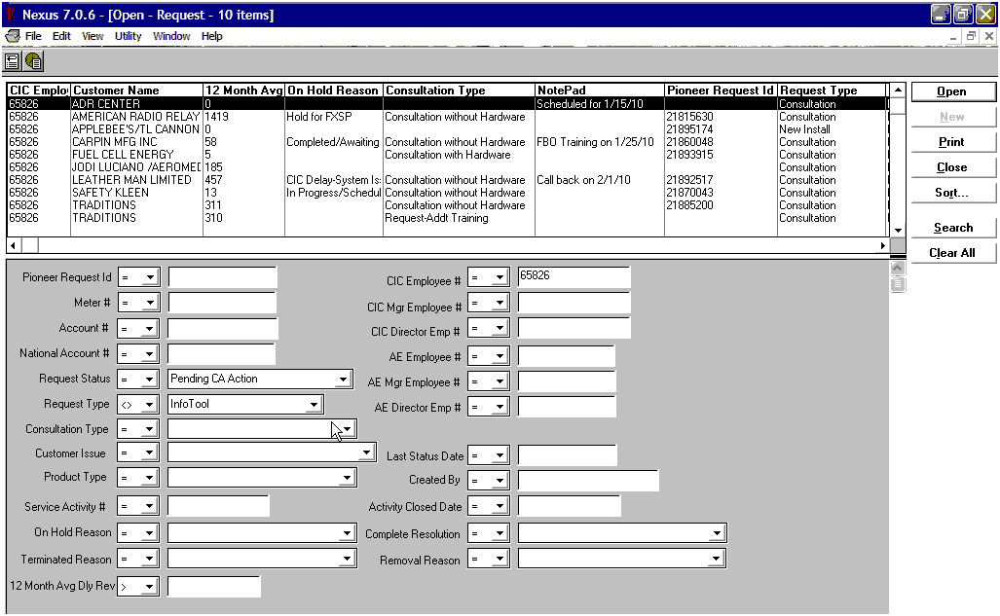 Nexus 7.0.6 - [Open - Request - 10 items]
File Edit View Utility Window Help
CIC Emplo Customer Name 12 Month Avg On Hold Reason Consultation Type NotePad Pioneer Request Id Request Type
65826 ADR CENTER 0 Scheduled for 1/15/10 Consultation
65826 AMERICAN RADIO RELAY 1419 Hold for FXSP Consultation without Hardware 21815630 Consultation
65826 APPLEBEE'S/TL CANNON 0 21895174 New Install
65826 CARPIN MFG INC 58 Completed/Awaiting Consultation without Hardware FBO Training on 1/25/10 21860048 Consultation
65826 FUEL CELL ENERGY 5 Consultation with Hardware 21893915 Consultation
65826 JODI LUCIANO /AEROMED 185 Consultation
65826 LEATHER MAN LIMITED 457 CIC Delay-System Is: Consultation without Hardware Call back on 2/1/10 21892517 Consultation
65826 SAFETY KLEEN 13 In Progress/Schedul Consultation without Hardware 21870043 Consultation
65826 TRADITIONS 311 Consultation without Hardware 21885200 Consultation
65826 TRADITIONS 310 Request-Addt Training Consultation
Open
New
Print
Close
Sort...
Search
Clear All
Pioneer Request Id = CIC Employee # = 65826
Meter # = CIC Mgr Employee # =
Account # = CIC Director Emp # =
National Account # = AE Employee # =
Request Status = Pending CA Action AE Mgr Employee # =
Request Type <> InfoTool AE Director Emp # =
Consultation Type =
Customer Issue = Last Status Date =
Product Type = Created By =
Service Activity # = Activity Closed Date =
On Hold Reason = Complete Resolution =
Terminated Reason = Removal Reason =
12 Month Avg Dly Rev >